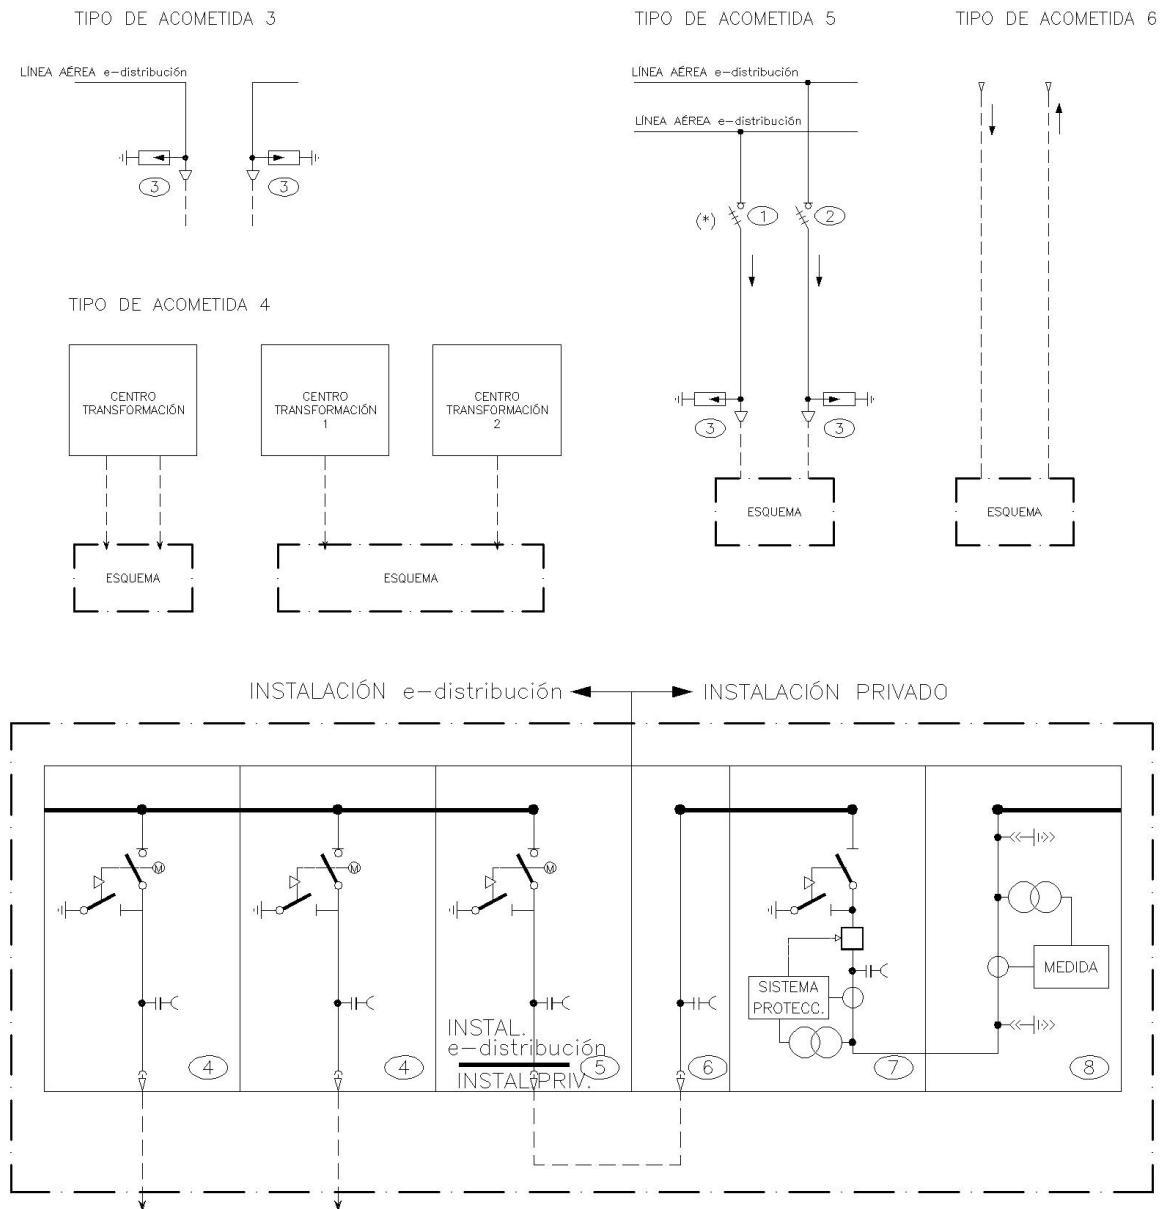 TIPO DE ACOMETIDA 3
TIPO DE ACOMETIDA 5
TIPO DE ACOMETIDA 6
LÍNEA AÉREA e-distribución
3
3
LÍNEA AÉREA e-distribución
LÍNEA AÉREA e-distribución
(*)
1
2
3
3
ESQUEMA
ESQUEMA
TIPO DE ACOMETIDA 4
CENTRO
TRANSFORMACIÓN
CENTRO
TRANSFORMACIÓN
1
CENTRO
TRANSFORMACIÓN
2
ESQUEMA
ESQUEMA
INSTALACIÓN e-distribución
INSTALACIÓN PRIVADO
M
M
M
MEDIDA
SISTEMA
PROTECC.
INSTAL.
e-distribución
INSTAL.PRIV.
4
4
5
6
7
8